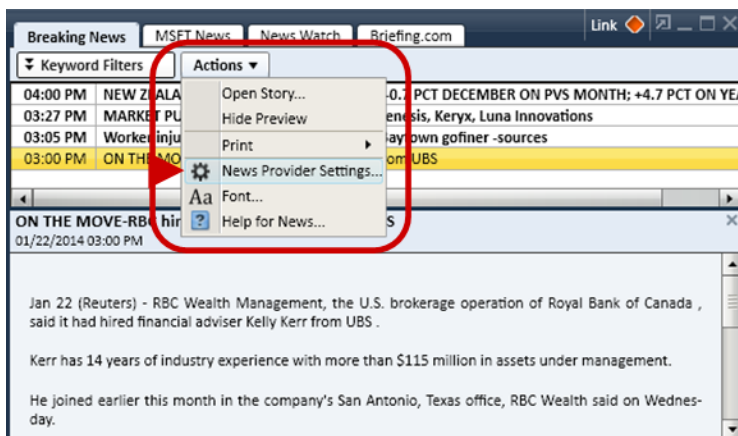 Breaking News MSFT News News Watch Briefing.com Link
Keyword Filters Actions
04:00 PM NEW ZEALA -0.7 PCT DECEMBER ON PVS MONTH; +4.7 PCT ON YE
03:27 PM MARKET PU enesis, Keryx, Luna Innovations
03:05 PM Worker inju aytown gofiner -sources
03:00 PM ON THE MO om UBS
Open Story...
Hide Preview
Print
News Provider Settings...
Aa Font...
? Help for News...
ON THE MOVE-RBC hir S
01/22/2014 03:00 PM
Jan 22 (Reuters) - RBC Wealth Management, the U.S. brokerage operation of Royal Bank of Canada ,
said it had hired financial adviser Kelly Kerr from UBS .
Kerr has 14 years of industry experience with more than $115 million in assets under management.
He joined earlier this month in the company's San Antonio, Texas office, RBC Wealth said on Wednes-
day.